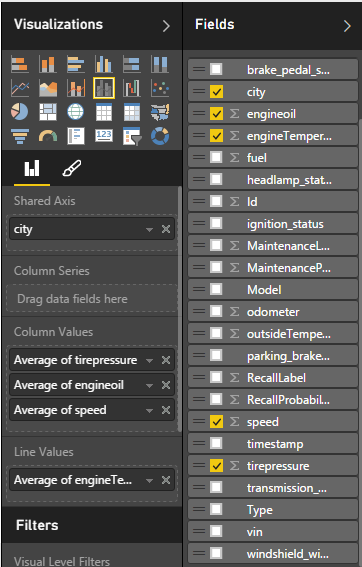 Visualizations
Shared Axis
city
Column Series
Drag data fields here
Column Values
Average of tirepressure
Average of engineoil
Average of speed
Line Values
Average of engineTe...
Filters
Visual Level Filters
Fields
brake_pedal_s...
city
engineoil
engineTemper...
fuel
headlamp_stat...
Id
ignition_status
MaintenanceL...
MaintenanceP...
Model
odometer
outsideTempe...
parking_brake...
RecallLabel
RecallProbabil...
speed
timestamp
tirepressure
transmission_...
Type
vin
windshield_wi...